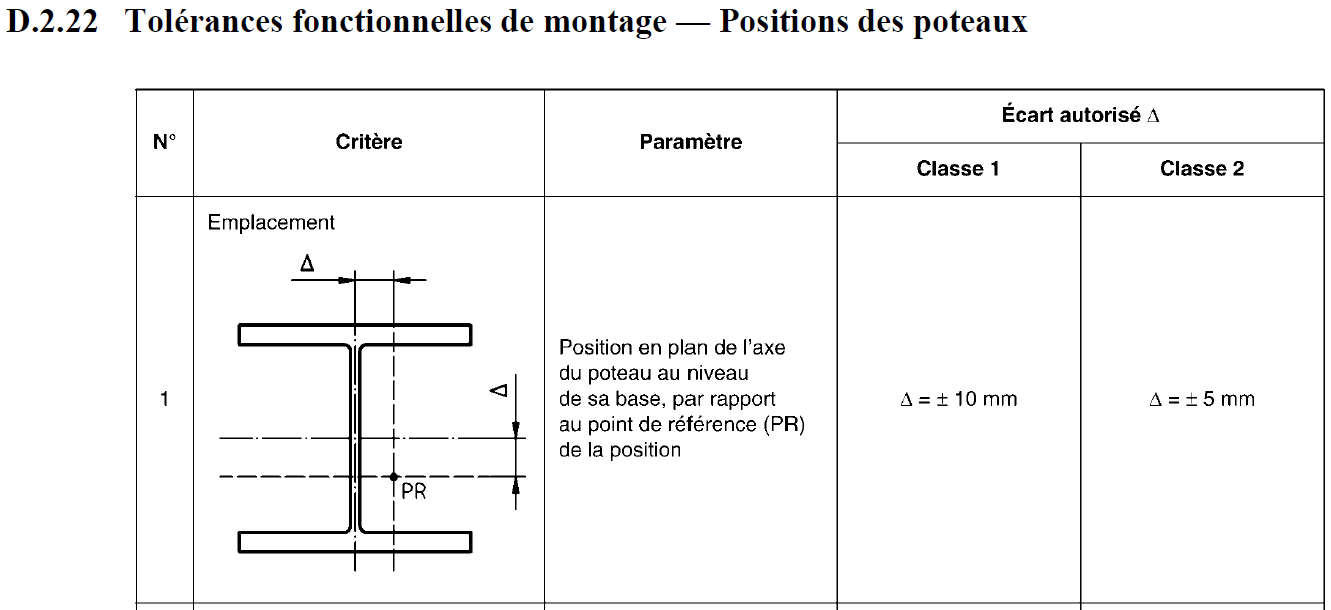 D.2.22 Tolérances fonctionnelles de montage — Positions des poteaux
N°
Critère
Paramètre
Écart autorisé Δ
Classe 1
Classe 2
1
Emplacement
Δ
Δ
PR
Position en plan de l'axe
du poteau au niveau
de sa base, par rapport
au point de référence (PR)
de la position
Δ = ± 10 mm
Δ = ± 5 mm